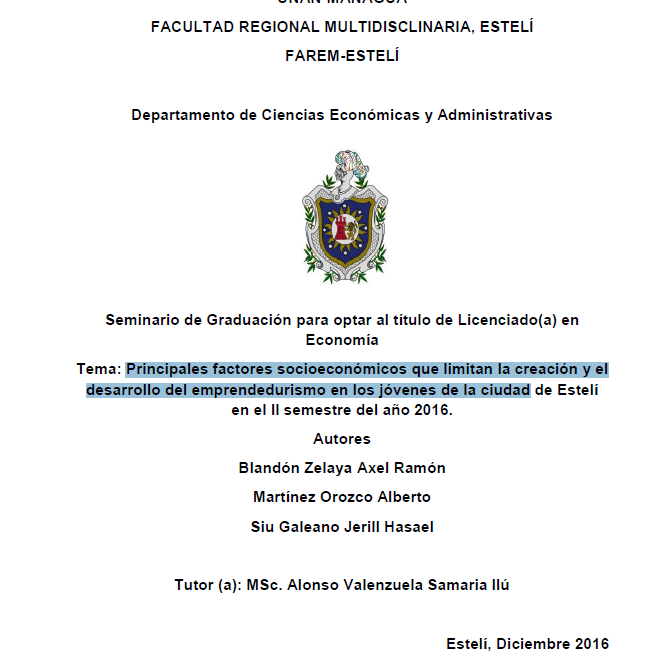 UNAN-MANAGUA
FACULTAD REGIONAL MULTIDISCLINARIA, ESTELÍ
FAREM-ESTELÍ
Departamento de Ciencias Económicas y Administrativas
Seminario de Graduación para optar al título de Licenciado(a) en
Economía
Tema: Principales factores socioeconómicos que limitan la creación y el
desarrollo del emprendedurismo en los jóvenes de la ciudad de Estelí
en el II semestre del año 2016.
Autores
Blandón Zelaya Axel Ramón
Martínez Orozco Alberto
Siu Galeano Jerill Hasael
Tutor (a): MSc. Alonso Valenzuela Samaria Ilú
Estelí, Diciembre 2016